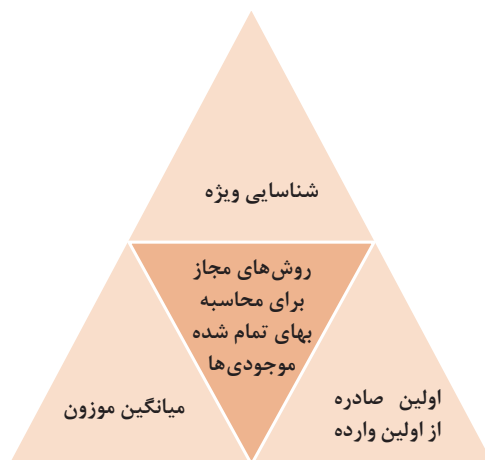 شناسایی ویژه
روش‌های مجاز
برای محاسبه
بهای تمام شده
موجودی‌ها
اولین صادره
از اولین وارده
میانگین موزون